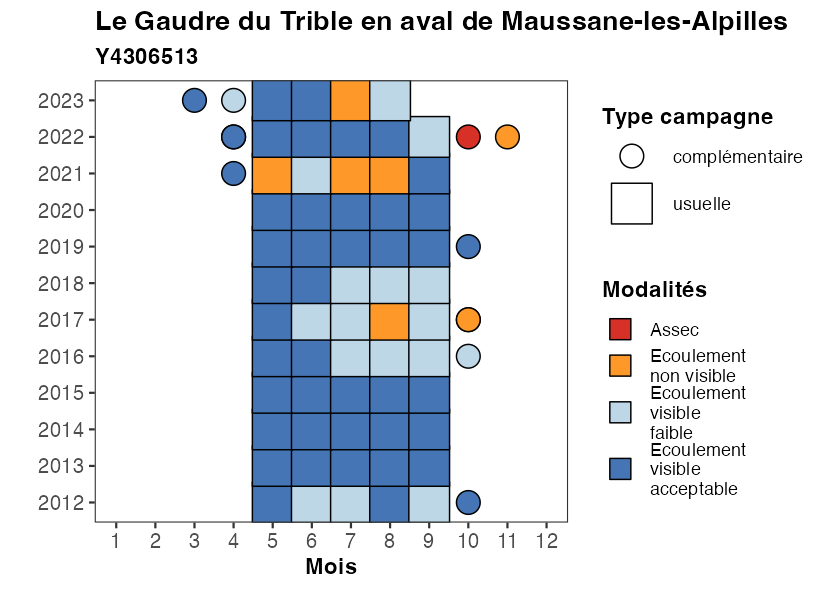 Le Gaudre du Trible en aval de Maussane-les-Alpilles
Y4306513
2023
2022
2021
2020
2019
2018
2017
2016
2015
2014
2013
2012
1 2 3 4 5 6 7 8 9 10 11 12
Mois
Type campagne
complémentaire
usuelle
Modalités
Assec
Ecoulement
non visible
Ecoulement
visible
faible
Ecoulement
visible
acceptable